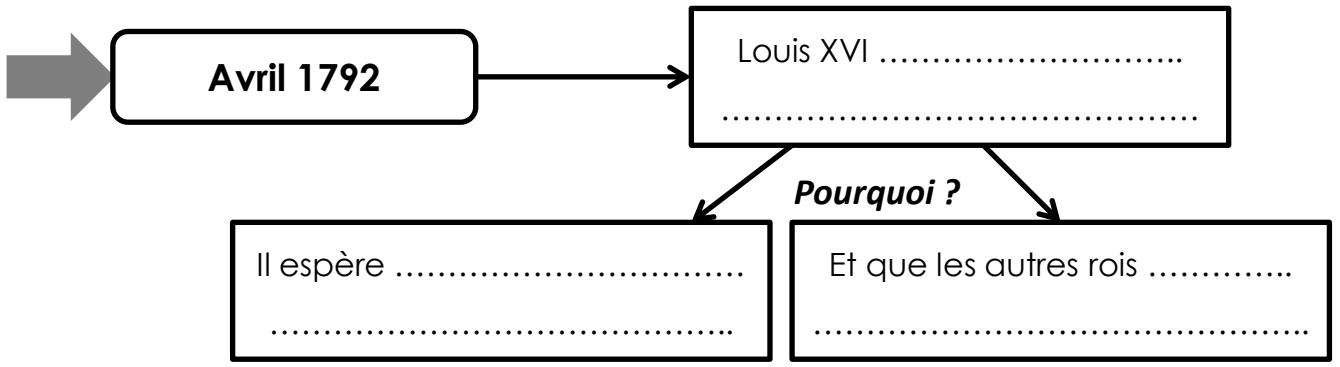 Avril 1792
Louis XVI ………………………..
………………………………………
Pourquoi ?
Il espère ……………………………
……………………………………..
Et que les autres rois …………..
………………………………………..